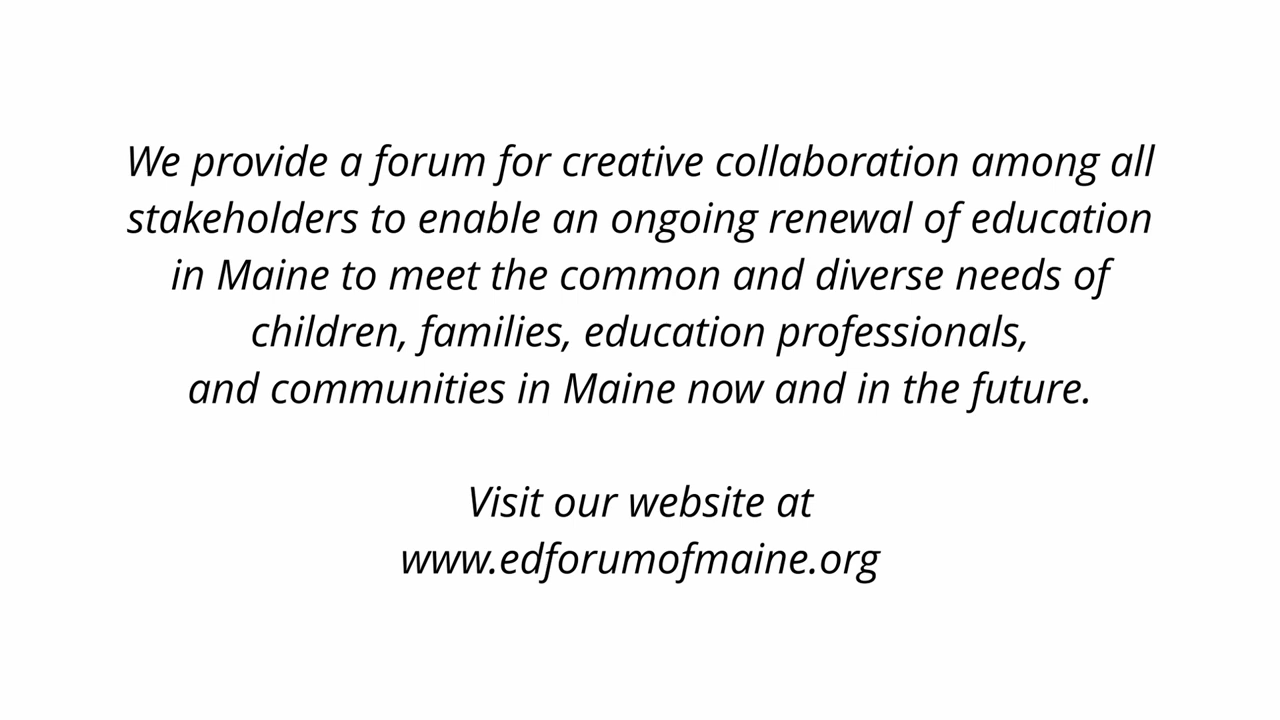 We provide a forum for creative collaboration among all
stakeholders to enable an ongoing renewal of education
in Maine to meet the common and diverse needs of
children, families, education professionals,
and communities in Maine now and in the future.
Visit our website at
www.edforumofmaine.org